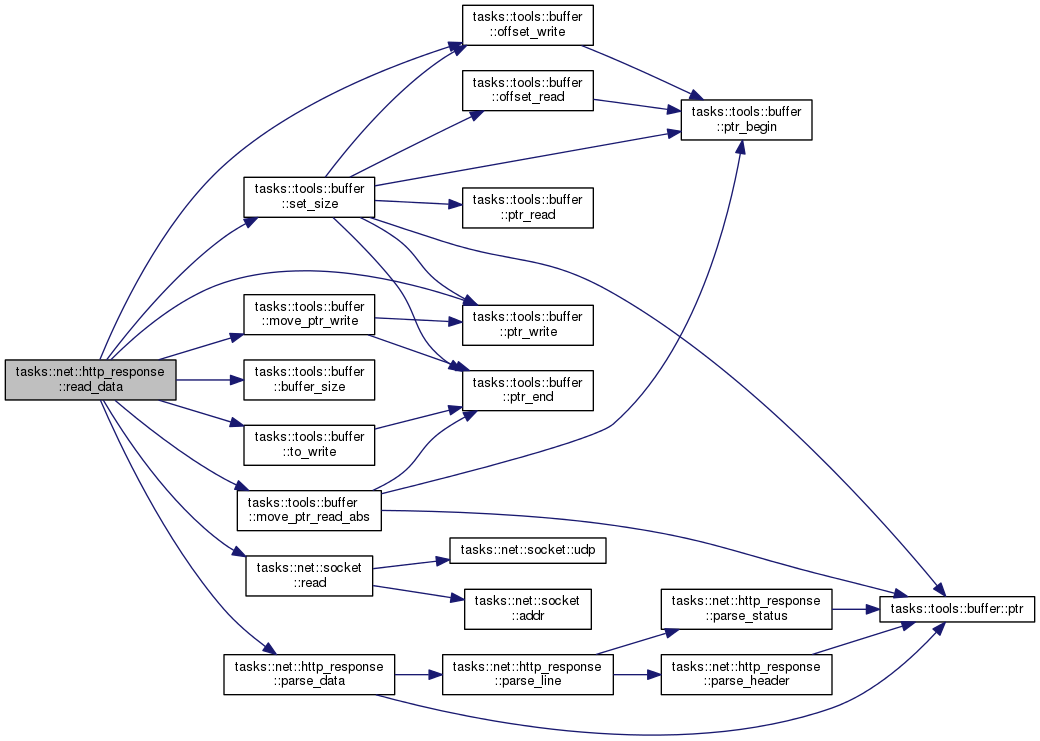 tasks::tools::buffer
::offset_write
tasks::tools::buffer
::offset_read
tasks::tools::buffer
::ptr_begin
tasks::tools::buffer
::set_size
tasks::tools::buffer
::ptr_read
tasks::tools::buffer
::move_ptr_write
tasks::tools::buffer
::ptr_write
tasks::net::http_response
::read_data
tasks::tools::buffer
::buffer_size
tasks::tools::buffer
::ptr_end
tasks::tools::buffer
::to_write
tasks::tools::buffer
::move_ptr_read_abs
tasks::net::socket::udp
tasks::net::socket
::read
tasks::net::socket
::addr
tasks::net::http_response
::parse_status
tasks::tools::buffer::ptr
tasks::net::http_response
::parse_data
tasks::net::http_response
::parse_line
tasks::net::http_response
::parse_header